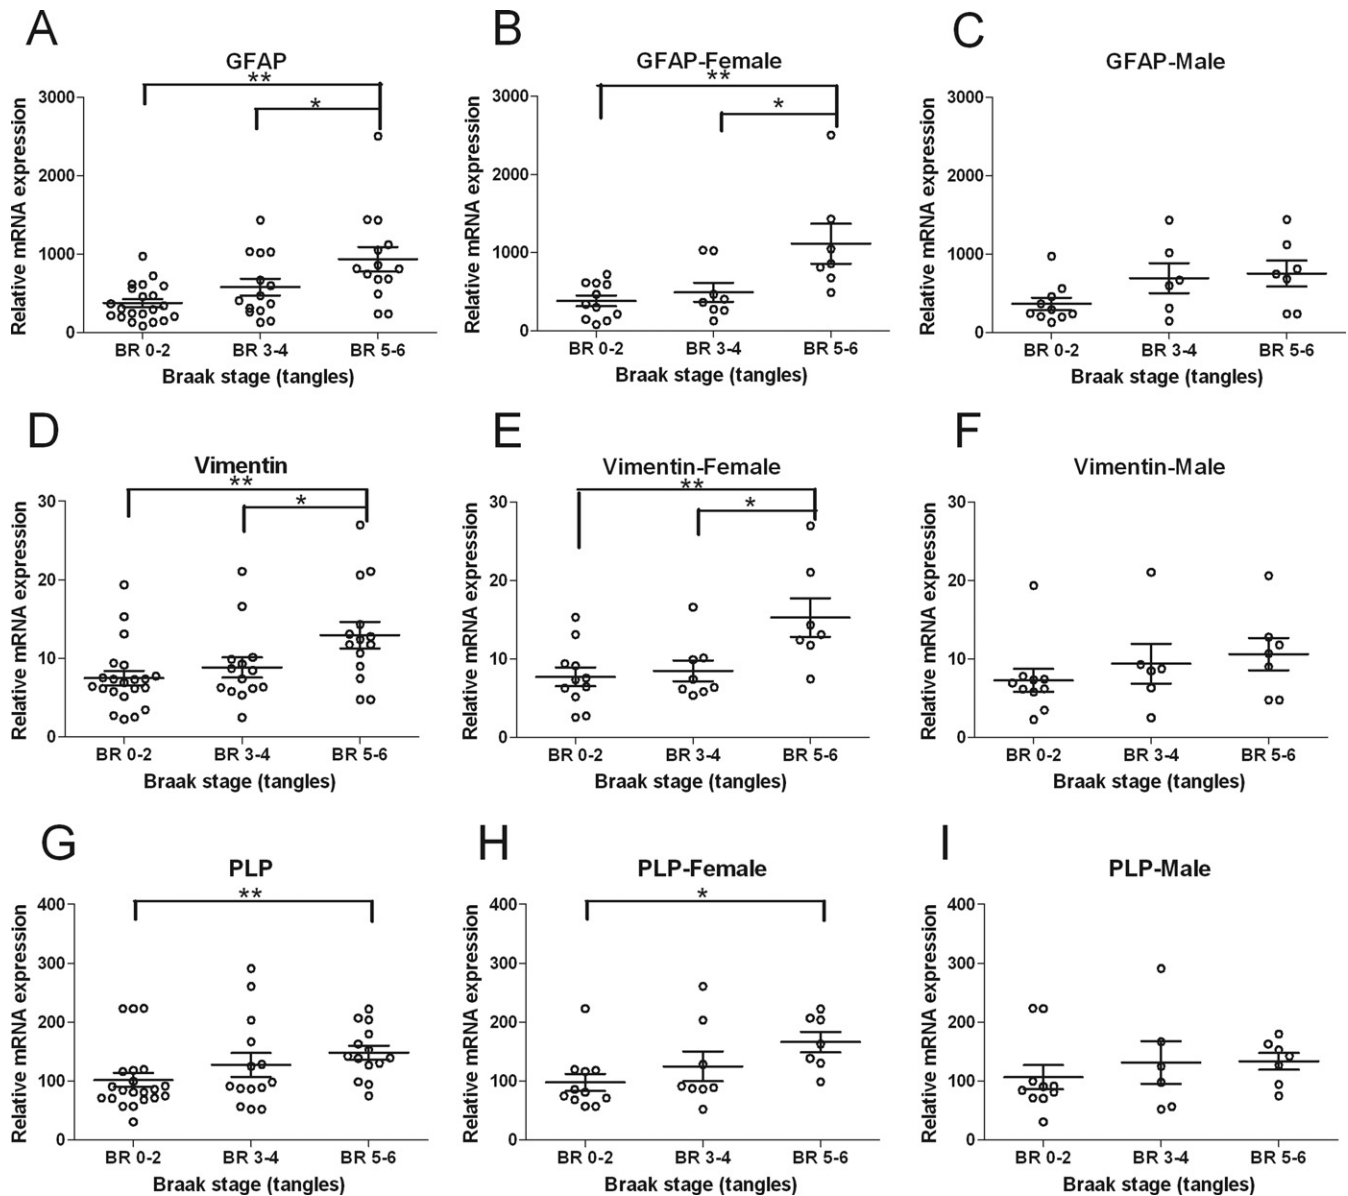 A
GFAP
**
*
3000
2000
1000
0
Relative mRNA expression
BR 0-2
BR 3-4
BR 5-6
Braak stage (tangles)
B
GFAP-Female
**
*
3000
2000
1000
0
Relative mRNA expression
BR 0-2
BR 3-4
BR 5-6
Braak stage (tangles)
C
GFAP-Male
3000
2000
1000
0
Relative mRNA expression
BR 0-2
BR 3-4
BR 5-6
Braak stage (tangles)
D
Vimentin
**
*
30
20
10
0
Relative mRNA expression
BR 0-2
BR 3-4
BR 5-6
Braak stage (tangles)
E
Vimentin-Female
**
*
30
20
10
0
Relative mRNA expression
BR 0-2
BR 3-4
BR 5-6
Braak stage (tangles)
F
Vimentin-Male
30
20
10
0
Relative mRNA expression
BR 0-2
BR 3-4
BR 5-6
Braak stage (tangles)
G
PLP
**
400
300
200
100
0
Relative mRNA expression
BR 0-2
BR 3-4
BR 5-6
Braak stage (tangles)
H
PLP-Female
*
400
300
200
100
0
Relative mRNA expression
BR 0-2
BR 3-4
BR 5-6
Braak stage (tangles)
I
PLP-Male
400
300
200
100
0
Relative mRNA expression
BR 0-2
BR 3-4
BR 5-6
Braak stage (tangles)